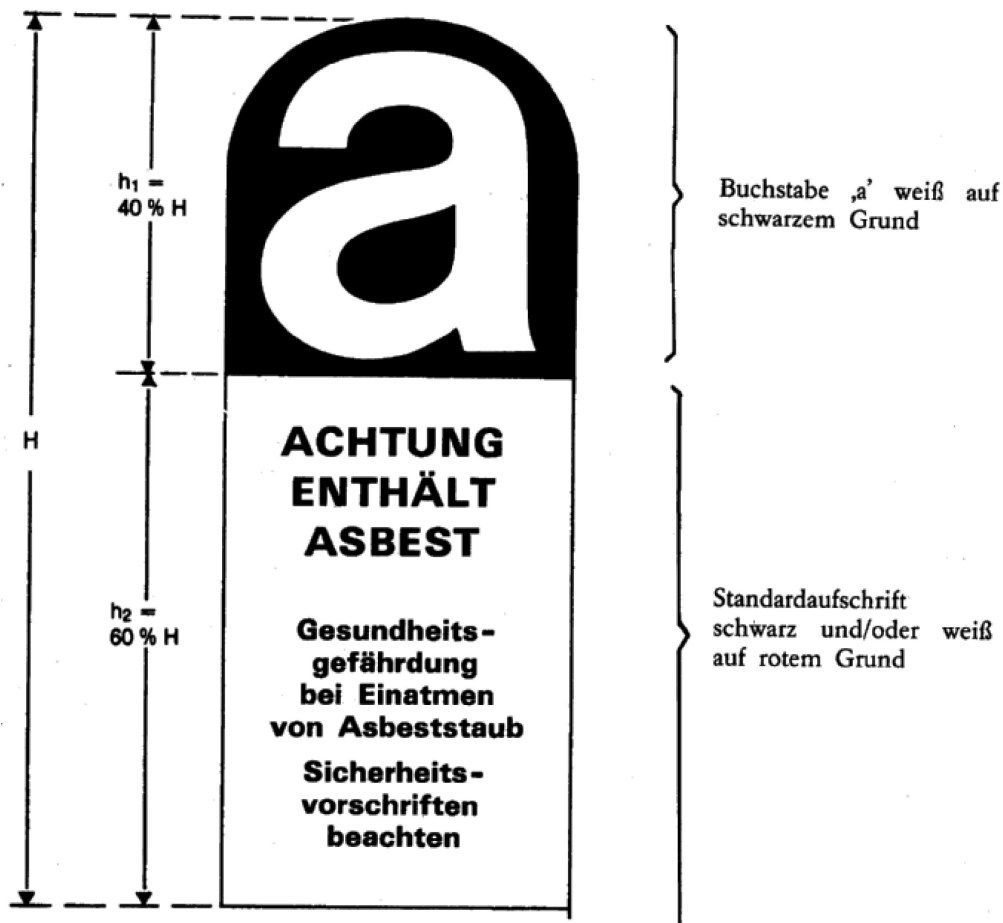 a
h₁ =
40 % H
Buchstabe ‚a’ weiß auf
schwarzem Grund
H
ACHTUNG
ENTHÄLT
ASBEST
h₂ =
60 % H
Gesundheits-
gefährdung
bei Einatmen
von Asbeststaub
Sicherheits-
vorschriften
beachten
Standardaufschrift
schwarz und/oder weiß
auf rotem Grund